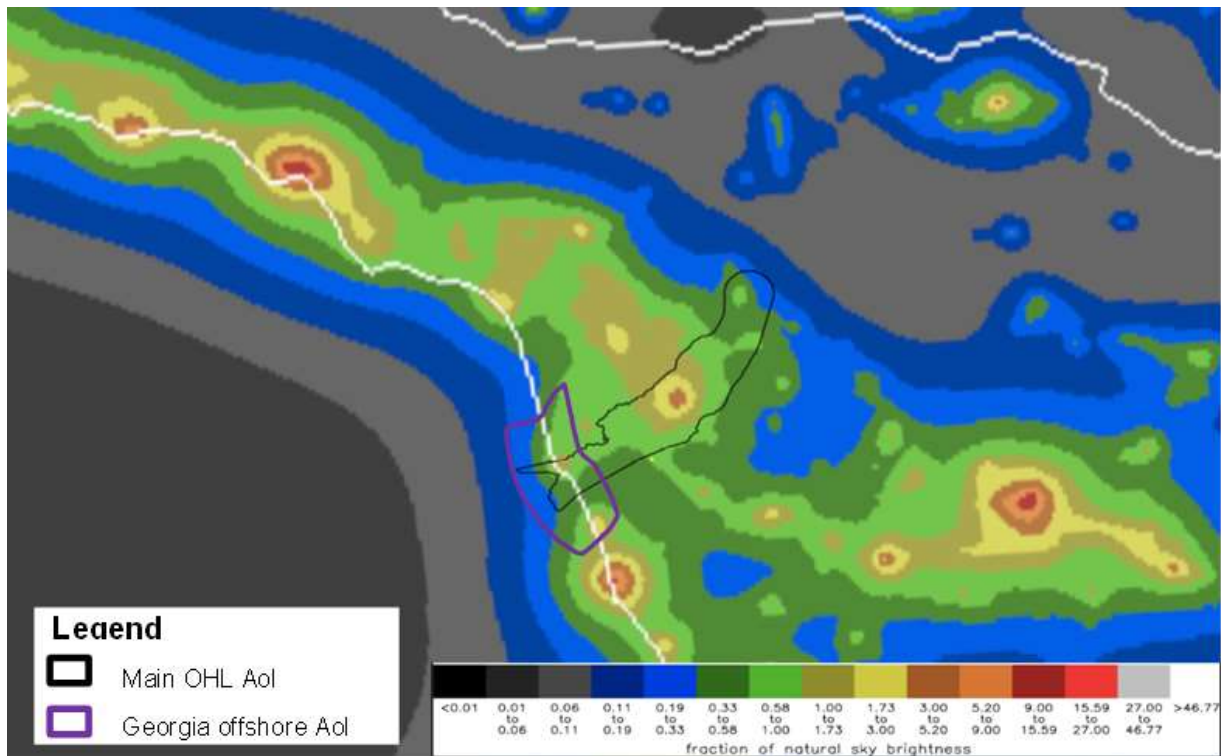 Legend
Main OHL AoI
Georgia offshore AoI
<0.01 0.01 to 0.06 0.06 to 0.11 0.11 to 0.19 0.19 to 0.33 0.33 to 0.58 0.58 to 1.00 1.00 to 1.73 1.73 to 3.00 3.00 to 5.20 5.20 to 9.00 9.00 to 15.59 15.59 to 27.00 27.00 to 46.77 >46.77
fraction of natural sky brightness